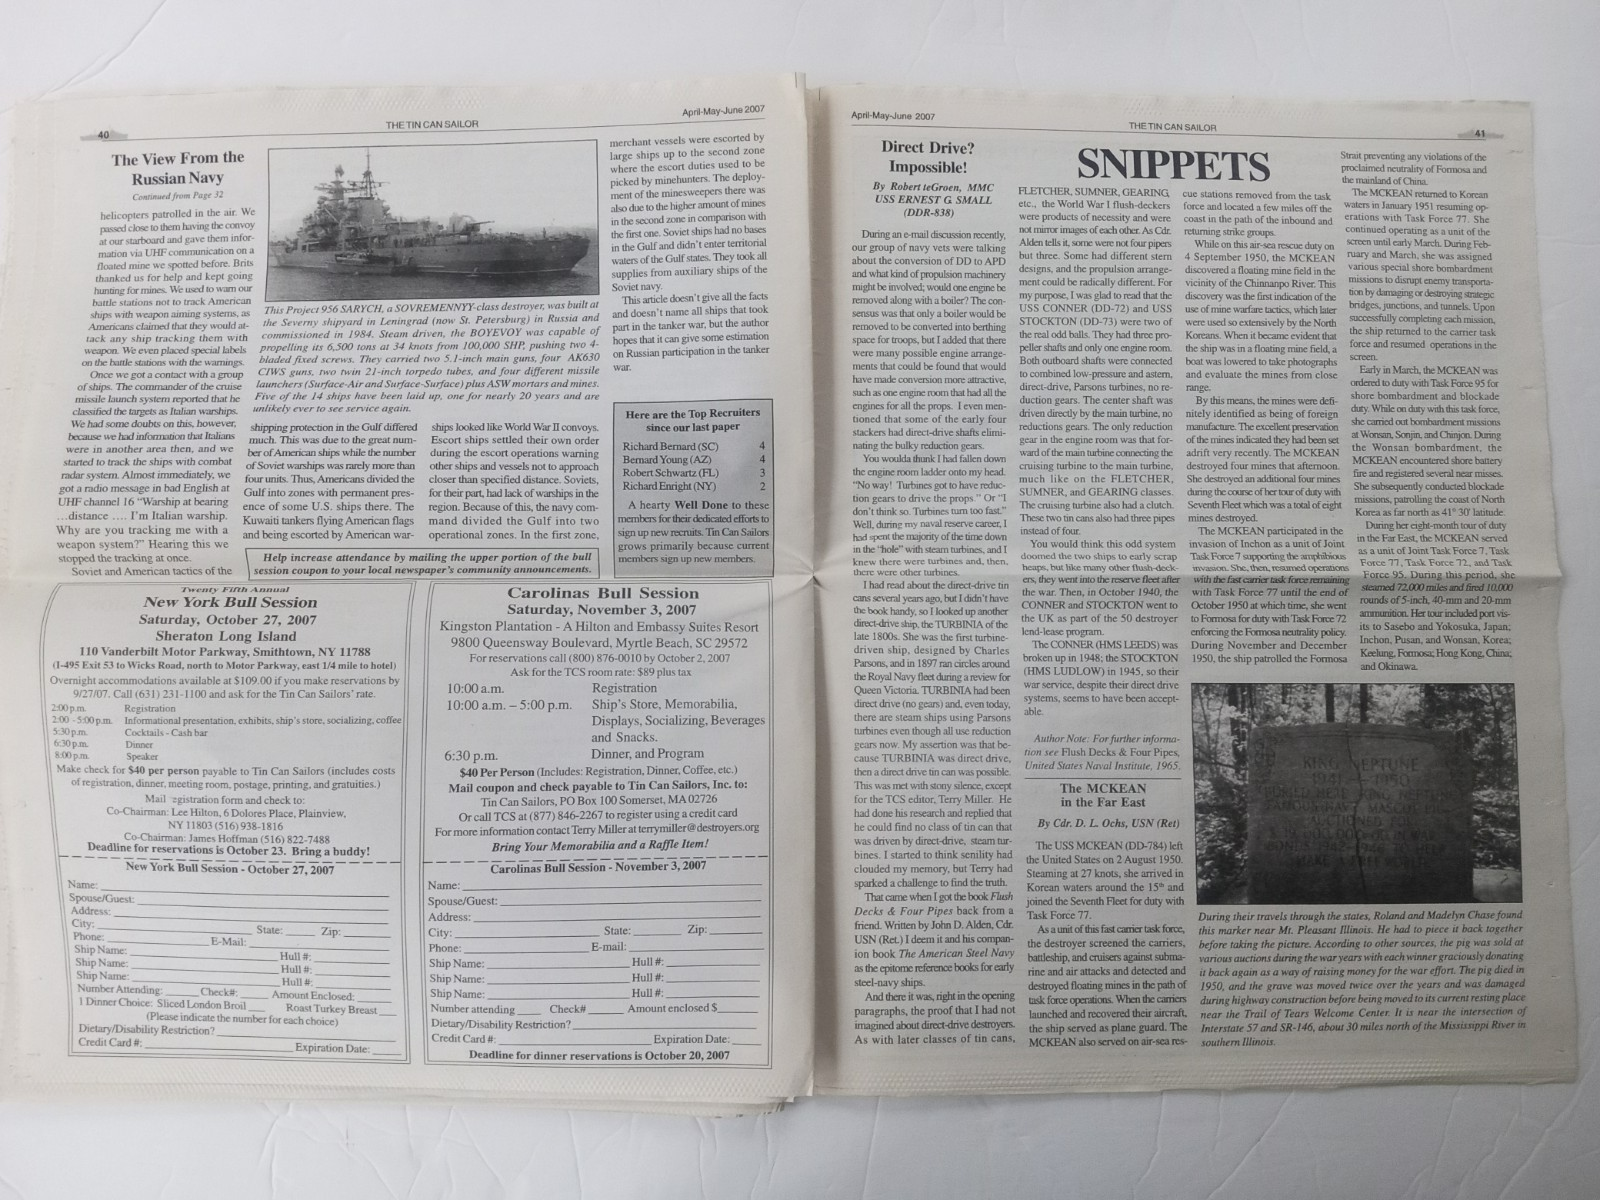 40
THE TIN CAN SAILOR
April-May-June 2007
The View From the
Russian Navy
Continued from Page 32
helicopters patrolled in the air. We
passed close to them having the convoy
at our starboard and gave them infor-
mation via UHF communication on a
floated mine we spotted before. Brits
thanked us for help and kept going
hunting for mines. We used to warn our
battle stations not to track American
ships with weapon aiming systems, as
Americans claimed that they would at-
tack any ship tracking them with
weapon. We even placed special labels
on the battle stations with the warnings.
Once we got a contact with a group
of ships. The commander of the cruise
missile launch system reported that he
classified the targets as Italian warships.
We had some doubts on this, however,
because we had information that Italians
were in another area then, and we
started to track the ships with combat
radar system. Almost immediately, we
got a radio message in bad English at
UHF channel 16 “Warship at bearing
…distance …. I’m Italian warship.
Why are you tracking me with a
weapon system?” Hearing this we
stopped the tracking at once.
Soviet and American tactics of the
This Project 956 SARYCH, a SOVREMENNYY-class destroyer, was built at
the Severny shipyard in Leningrad (now St. Petersburg) in Russia and
commissioned in 1984. Steam driven, the BOYEVOY was capable of
propelling its 6,500 tons at 34 knots from 100,000 SHP, pushing two 4-
bladed fixed screws. They carried two 5.1-inch main guns, four AK630
CIWS guns, two twin 21-inch torpedo tubes, and four different missile
launchers (Surface-Air and Surface-Surface) plus ASW mortars and mines.
Five of the 14 ships have been laid up, one for nearly 20 years and are
unlikely ever to see service again.
shipping protection in the Gulf differed
much. This was due to the great num-
ber of American ships while the number
of Soviet warships was rarely more than
four units. Thus, Americans divided the
Gulf into zones with permanent pres-
ence of some U.S. ships there. The
Kuwaiti tankers flying American flags
and being escorted by American war-
ships looked like World War II convoys.
Escort ships settled their own order
during the escort operations warning
other ships and vessels not to approach
closer than specified distance. Soviets,
for their part, had lack of warships in the
region. Because of this, the navy com-
mand divided the Gulf into two
operational zones. In the first zone,
merchant vessels were escorted by
large ships up to the second zone
where the escort duties used to be
picked by minehunters. The deploy-
ment of the minesweepers there was
also due to the higher amount of mines
in the second zone in comparison with
the first one. Soviet ships had no bases
in the Gulf and didn’t enter territorial
waters of the Gulf states. They took all
supplies from auxiliary ships of the
Soviet navy.
This article doesn’t give all the facts
and doesn’t name all ships that took
part in the tanker war, but the author
hopes that it can give some estimation
on Russian participation in the tanker
war.
Here are the Top Recruiters
since our last paper
Richard Bernard (SC) 4
Bernard Young (AZ) 4
Robert Schwartz (FL) 3
Richard Enright (NY) 2
A hearty Well Done to these
members for their dedicated efforts to
sign up new recruits. Tin Can Sailors
grows primarily because current
members sign up new members.
Help increase attendance by mailing the upper portion of the bull
session coupon to your local newspaper’s community announcements.
Twenty Fifth Annual
New York Bull Session
Saturday, October 27, 2007
Sheraton Long Island
110 Vanderbilt Motor Parkway, Smithtown, NY 11788
(I-495 Exit 53 to Wicks Road, north to Motor Parkway, east 1/4 mile to hotel)
Overnight accommodations available at $109.00 if you make reservations by
9/27/07. Call (631) 231-1100 and ask for the Tin Can Sailors’ rate.
2:00 p.m. Registration
2:00 - 5:00 p.m. Informational presentation, exhibits, ship’s store, socializing, coffee
5:30 p.m. Cocktails - Cash bar
6:30 p.m. Dinner
8:00 p.m. Speaker
Make check for $40 per person payable to Tin Can Sailors (includes costs
of registration, dinner, meeting room, postage, printing, and gratuities.)
Mail egistration form and check to:
Co-Chairman: Lee Hilton, 6 Dolores Place, Plainview,
NY 11803 (516) 938-1816
Co-Chairman: James Hoffman (516) 822-7488
Deadline for reservations is October 23. Bring a buddy!
New York Bull Session - October 27, 2007
Name:
Spouse/Guest:
Address:
City: State: Zip:
Phone: E-Mail:
Ship Name: Hull #:
Ship Name: Hull #:
Ship Name: Hull #:
Number Attending: Check#: Amount Enclosed:
1 Dinner Choice: Sliced London Broil Roast Turkey Breast
(Please indicate the number for each choice)
Dietary/Disability Restriction?
Credit Card #: Expiration Date:
Carolinas Bull Session
Saturday, November 3, 2007
Kingston Plantation - A Hilton and Embassy Suites Resort
9800 Queensway Boulevard, Myrtle Beach, SC 29572
For reservations call (800) 876-0010 by October 2, 2007
Ask for the TCS room rate: $89 plus tax
10:00 a.m. Registration
10:00 a.m. – 5:00 p.m. Ship’s Store, Memorabilia,
Displays, Socializing, Beverages
and Snacks.
6:30 p.m. Dinner, and Program
$40 Per Person (Includes: Registration, Dinner, Coffee, etc.)
Mail coupon and check payable to Tin Can Sailors, Inc. to:
Tin Can Sailors, PO Box 100 Somerset, MA 02726
Or call TCS at (877) 846-2267 to register using a credit card
For more information contact Terry Miller at terrymiller@destroyers.org
Bring Your Memorabilia and a Raffle Item!
Carolinas Bull Session - November 3, 2007
Name:
Spouse/Guest:
Address:
City: State: Zip:
Phone: E-mail:
Ship Name: Hull #:
Ship Name: Hull #:
Ship Name: Hull #:
Number attending Check# Amount enclosed $
Dietary/Disability Restriction?
Credit Card #: Expiration Date:
Deadline for dinner reservations is October 20, 2007
April-May-June 2007
THE TIN CAN SAILOR
41
Direct Drive?
Impossible!
By Robert teGroen, MMC
USS ERNEST G. SMALL
(DDR-838)
During an e-mail discussion recently,
our group of navy vets were talking
about the conversion of DD to APD
and what kind of propulsion machinery
might be involved; would one engine be
removed along with a boiler? The con-
sensus was that only a boiler would be
removed to be converted into berthing
space for troops, but I added that there
were many possible engine arrange-
ments that could be found that would
have made conversion more attractive,
such as one engine room that had all the
engines for all the props. I even men-
tioned that some of the early four
stackers had direct-drive shafts elimi-
nating the bulky reduction gears.
You woulda think I had fallen down
the engine room ladder onto my head.
“No way! Turbines got to have reduc-
tion gears to drive the props.” Or “I
don’t think so. Turbines turn too fast.”
Well, during my naval reserve career, I
had spent the majority of the time down
in the “hole” with steam turbines, and I
knew there were turbines and, then,
there were other turbines.
I had read about the direct-drive tin
cans several years ago, but I didn’t have
the book handy, so I looked up another
direct-drive ship, the TURBINIA of the
late 1800s. She was the first turbine-
driven ship, designed by Charles
Parsons, and in 1897 ran circles around
the Royal Navy fleet during a review for
Queen Victoria. TURBINIA had been
direct drive (no gears) and, even today,
there are steam ships using Parsons
turbines even though all use reduction
gears now. My assertion was that be-
cause TURBINIA was direct drive,
then a direct drive tin can was possible.
This was met with stony silence, except
for the TCS editor, Terry Miller. He
had done his research and replied that
he could find no class of tin can that
was driven by direct-drive, steam tur-
bines. I started to think senility had
clouded my memory, but Terry had
sparked a challenge to find the truth.
That came when I got the book Flush
Decks & Four Pipes back from a
friend. Written by John D. Alden, Cdr.
USN (Ret.) I deem it and his compan-
ion book The American Steel Navy
as the epitome reference books for early
steel-navy ships.
And there it was, right in the opening
paragraphs, the proof that I had not
imagined about direct-drive destroyers.
As with later classes of tin cans,
SNIPPETS
FLETCHER, SUMNER, GEARING,
etc., the World War I flush-deckers
were products of necessity and were
not mirror images of each other. As Cdr.
Alden tells it, some were not four pipers
but three. Some had different stern
designs, and the propulsion arrange-
ment could be radically different. For
my purpose, I was glad to read that the
USS CONNER (DD-72) and USS
STOCKTON (DD-73) were two of
the real odd balls. They had three pro-
peller shafts and only one engine room.
Both outboard shafts were connected
to combined low-pressure and astern,
direct-drive, Parsons turbines, no re-
duction gears. The center shaft was
driven directly by the main turbine, no
reductions gears. The only reduction
gear in the engine room was that for-
ward of the main turbine connecting the
cruising turbine to the main turbine,
much like on the FLETCHER,
SUMNER, and GEARING classes.
The cruising turbine also had a clutch.
These two tin cans also had three pipes
instead of four.
You would think this odd system
doomed the two ships to early scrap
heaps, but like many other flush-deck-
ers, they went into the reserve fleet after
the war. Then, in October 1940, the
CONNER and STOCKTON went to
the UK as part of the 50 destroyer
lend-lease program.
The CONNER (HMS LEEDS) was
broken up in 1948; the STOCKTON
(HMS LUDLOW) in 1945, so their
war service, despite their direct drive
systems, seems to have been accept-
able.
Author Note: For further informa-
tion see Flush Decks & Four Pipes,
United States Naval Institute, 1965.
The MCKEAN
in the Far East
By Cdr. D. L. Ochs, USN (Ret)
The USS MCKEAN (DD-784) left
the United States on 2 August 1950.
Steaming at 27 knots, she arrived in
Korean waters around the 15th and
joined the Seventh Fleet for duty with
Task Force 77.
As a unit of this fast carrier task force,
the destroyer screened the carriers,
battleship, and cruisers against subma-
rine and air attacks and detected and
destroyed floating mines in the path of
task force operations. When the carriers
launched and recovered their aircraft,
the ship served as plane guard. The
MCKEAN also served on air-sea res-
cue stations removed from the task
force and located a few miles off the
coast in the path of the inbound and
returning strike groups.
While on this air-sea rescue duty on
4 September 1950, the MCKEAN
discovered a floating mine field in the
vicinity of the Chinnanpo River. This
discovery was the first indication of the
use of mine warfare tactics, which later
were used so extensively by the North
Koreans. When it became evident that
the ship was in a floating mine field, a
boat was lowered to take photographs
and evaluate the mines from close
range.
By this means, the mines were defi-
nitely identified as being of foreign
manufacture. The excellent preservation
of the mines indicated they had been set
adrift very recently. The MCKEAN
destroyed four mines that afternoon.
She destroyed an additional four mines
during the course of her tour of duty with
Seventh Fleet which was a total of eight
mines destroyed.
The MCKEAN participated in the
invasion of Inchon as a unit of Joint
Task Force 7 supporting the amphibious
invasion. She, then, resumed operations
with the fast carrier task force remaining
with Task Force 77 until the end of
October 1950 at which time, she went
to Formosa for duty with Task Force 72
enforcing the Formosa neutrality policy.
During November and December
1950, the ship patrolled the Formosa
Strait preventing any violations of the
proclaimed neutrality of Formosa and
the mainland of China.
The MCKEAN returned to Korean
waters in January 1951 resuming op-
erations with Task Force 77. She
continued operating as a unit of the
screen until early March. During Feb-
ruary and March, she was assigned
various special shore bombardment
missions to disrupt enemy transporta-
tion by damaging or destroying strategic
bridges, junctions, and tunnels. Upon
successfully completing each mission,
the ship returned to the carrier task
force and resumed operations in the
screen.
Early in March, the MCKEAN was
ordered to duty with Task Force 95 for
shore bombardment and blockade
duty. While on duty with this task force,
she carried out bombardment missions
at Wonsan, Sonjin, and Chinjon. During
the Wonsan bombardment, the
MCKEAN encountered shore battery
fire and registered several near misses.
She subsequently conducted blockade
missions, patrolling the coast of North
Korea as far north as 41° 30' latitude.
During her eight-month tour of duty
in the Far East, the MCKEAN served
as a unit of Joint Task Force 7, Task
Force 77, Task Force 72, and Task
Force 95. During this period, she
steamed 72,000 miles and fired 10,000
rounds of 5-inch, 40-mm and 20-mm
ammunition. Her tour included port vis-
its to Sasebo and Yokosuka, Japan;
Inchon, Pusan, and Wonsan, Korea;
Keelung, Formosa; Hong Kong, China;
and Okinawa.
KING NEPTUNE
1941 - 1950
BURIED HERE KING NEPTUNE
FAMOUS NAVY MASCOT PIG
AUCTIONED FOR
During their travels through the states, Roland and Madelyn Chase found
this marker near Mt. Pleasant Illinois. He had to piece it back together
before taking the picture. According to other sources, the pig was sold at
various auctions during the war years with each winner graciously donating
it back again as a way of raising money for the war effort. The pig died in
1950, and the grave was moved twice over the years and was damaged
during highway construction before being moved to its current resting place
near the Trail of Tears Welcome Center. It is near the intersection of
Interstate 57 and SR-146, about 30 miles north of the Mississippi River in
southern Illinois.